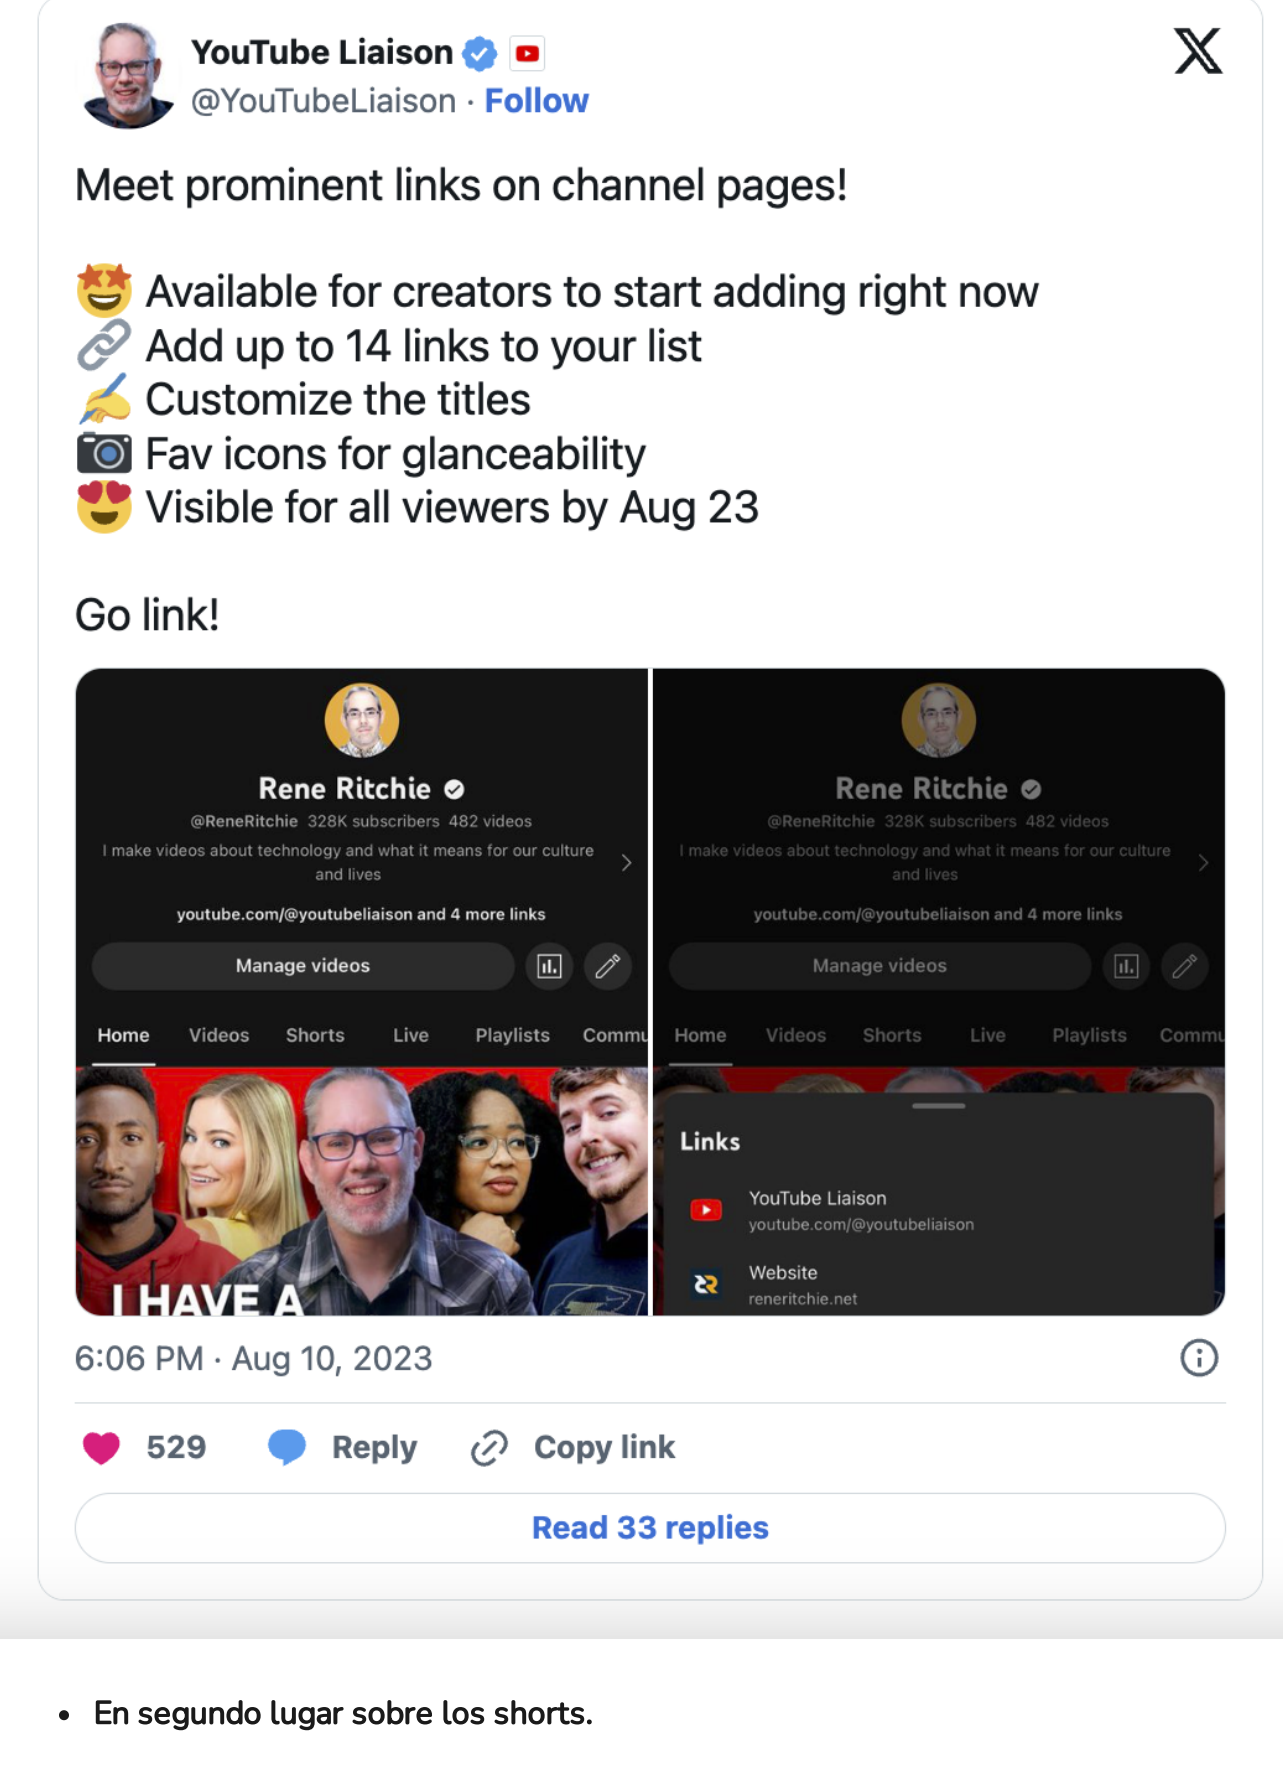 YouTube Liaison
@YouTubeLiaison · Follow
Meet prominent links on channel pages!
🤩 Available for creators to start adding right now
🔗 Add up to 14 links to your list
✍️ Customize the titles
📷 Fav icons for glanceability
😍 Visible for all viewers by Aug 23
Go link!
Rene Ritchie
@ReneRitchie 328K subscribers 482 videos
I make videos about technology and what it means for our culture
and lives
youtube.com/@youtubeliaison and 4 more links
Manage videos
Home Videos Shorts Live Playlists Commu
I HAVE A
Rene Ritchie
@ReneRitchie 328K subscribers 482 videos
I make videos about technology and what it means for our culture
and lives
youtube.com/@youtubeliaison and 4 more links
Manage videos
Home Videos Shorts Live Playlists Commu
Links
YouTube Liaison
youtube.com/@youtubeliaison
Website
reneritchie.net
6:06 PM · Aug 10, 2023
529 Reply Copy link
Read 33 replies
• En segundo lugar sobre los shorts.